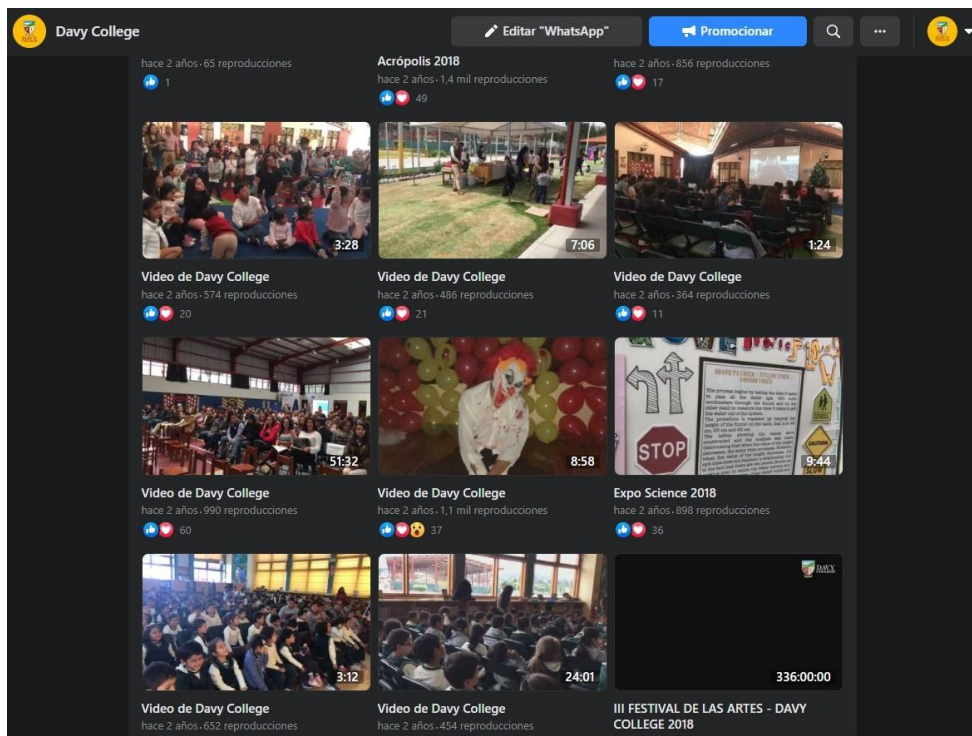 Davy College
Editar "WhatsApp"
Promocionar
hace 2 años · 65 reproducciones
1
Acrópolis 2018
hace 2 años · 1,4 mil reproducciones
49
hace 2 años · 856 reproducciones
17
3:28
7:06
1:24
Video de Davy College
hace 2 años · 574 reproducciones
20
Video de Davy College
hace 2 años · 486 reproducciones
21
Video de Davy College
hace 2 años · 364 reproducciones
11
51:32
8:58
STOP
SCHOOL
CAUTION
SLOW
9:44
Video de Davy College
hace 2 años · 990 reproducciones
60
Video de Davy College
hace 2 años · 1,1 mil reproducciones
37
Expo Science 2018
hace 2 años · 898 reproducciones
36
3:12
24:01
DAVY
COLLEGE
336:00:00
Video de Davy College
hace 2 años · 652 reproducciones
Video de Davy College
hace 2 años · 454 reproducciones
III FESTIVAL DE LAS ARTES - DAVY
COLLEGE 2018